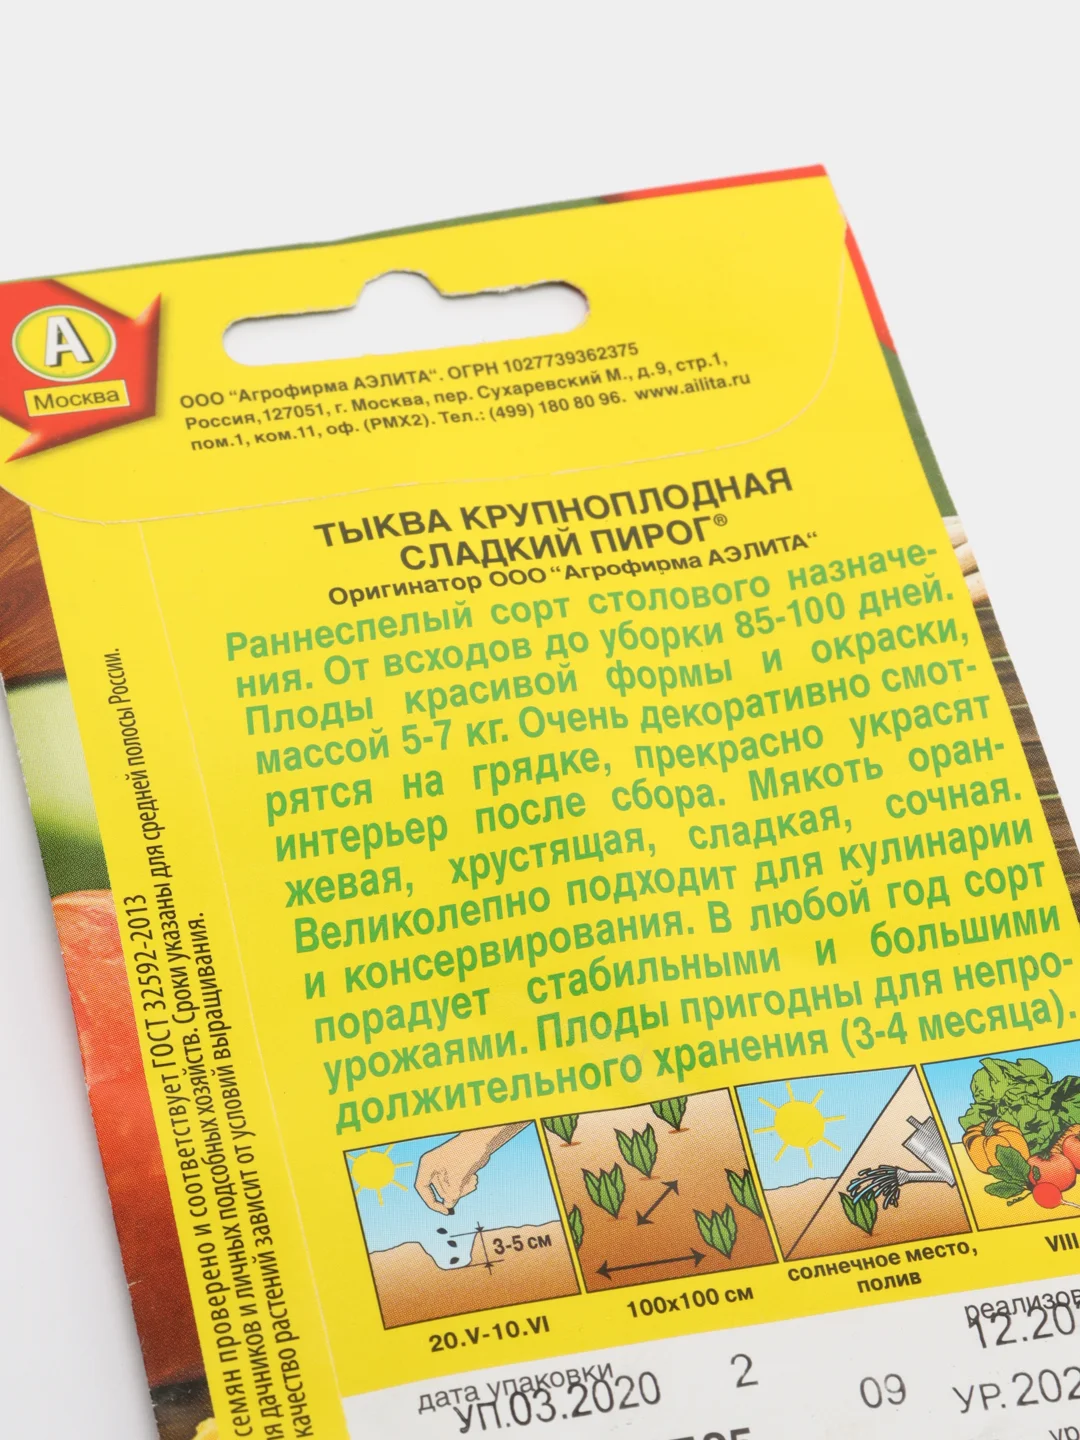 А
Москва
ООО “Агрофирма АЭЛИТА“. ОГРН 1027739362375
Россия,127051, г. Москва, пер. Сухаревский М., д.9, стр.1,
пом.1, ком.11, оф. (РМХ2). Тел.: (499) 180 80 96. www.ailita.ru
ТЫКВА КРУПНОПЛОДНАЯ
СЛАДКИЙ ПИРОГ®
Оригинатор ООО “Агрофирма АЭЛИТА“
Раннеспелый сорт столового назначе-
ния. От всходов до уборки 85-100 дней.
Плоды красивой формы и окраски,
массой 5-7 кг. Очень декоративно смот-
рятся на грядке, прекрасно украсят
интерьер после сбора. Мякоть оран-
жевая, хрустящая, сладкая, сочная.
Великолепно подходит для кулинарии
и консервирования. В любой год сорт
порадует стабильными и большими
урожаями. Плоды пригодны для непро-
должительного хранения (3-4 месяца).
семян проверено и соответствует ГОСТ 32592-2013
дачников и личных подсобных хозяйств. Сроки указаны для средней полосы России.
качество растений зависит от условий выращивания.
3-5 см
20.V-10.VI
100х100 см
солнечное место,
полив
VIII
дата упаковки
УП.03.2020
2
09
реализов
12.20
УР.202